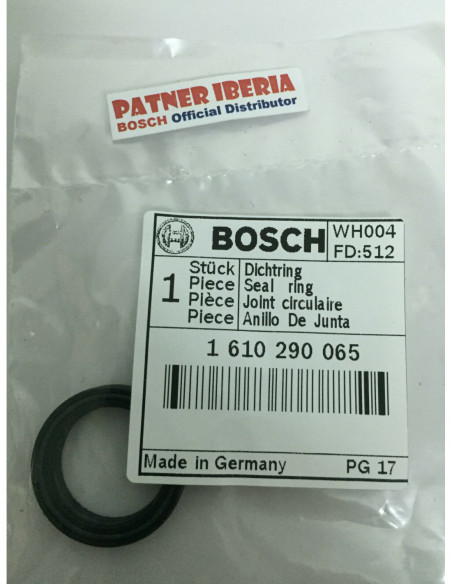 PATNER IBERIA
BOSCH Official Distributor
BOSCH
WH004
FD:512
1
Stück Dichtring
Piece Seal ring
Pièce Joint circulaire
Piece Anillo De Junta
1 610 290 065
Made in Germany PG 17